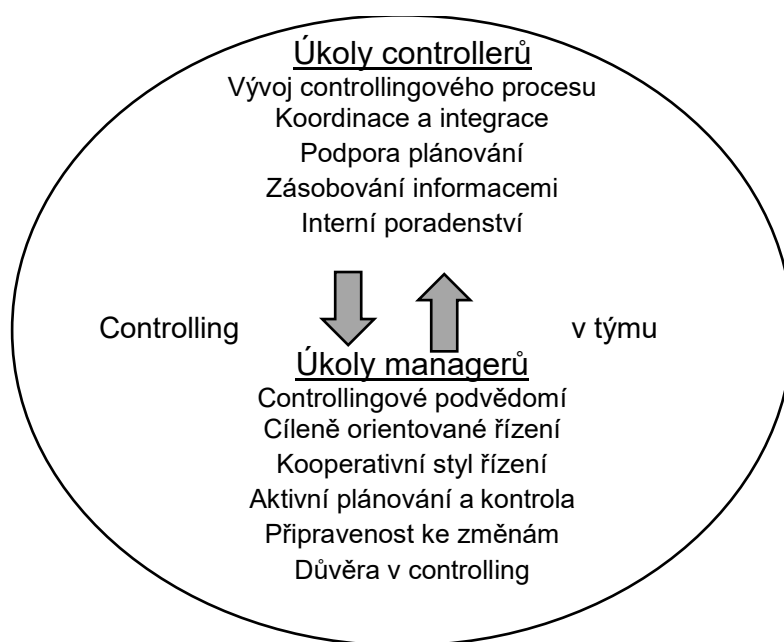 Úkoly controllerů
Vývoj controllingového procesu
Koordinace a integrace
Podpora plánování
Zásobování informacemi
Interní poradenství
Controlling
v týmu
Úkoly managerů
Controllingové podvědomí
Cíleně orientované řízení
Kooperativní styl řízení
Aktivní plánování a kontrola
Připravenost ke změnám
Důvěra v controlling